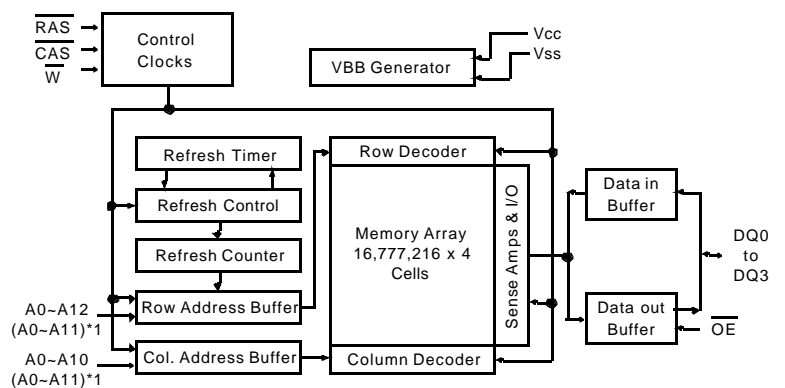 RAS
CAS
W
Control
Clocks
VBB Generator
Vcc
Vss
Refresh Timer
Refresh Control
Refresh Counter
Row Address Buffer
Col. Address Buffer
A0~A12
(A0~A11)*1
A0~A10
(A0~A11)*1
Row Decoder
Memory Array
16,777,216 x 4
Cells
Column Decoder
Sense Amps & I/O
Data in
Buffer
Data out
Buffer
DQ0
to
DQ3
OE